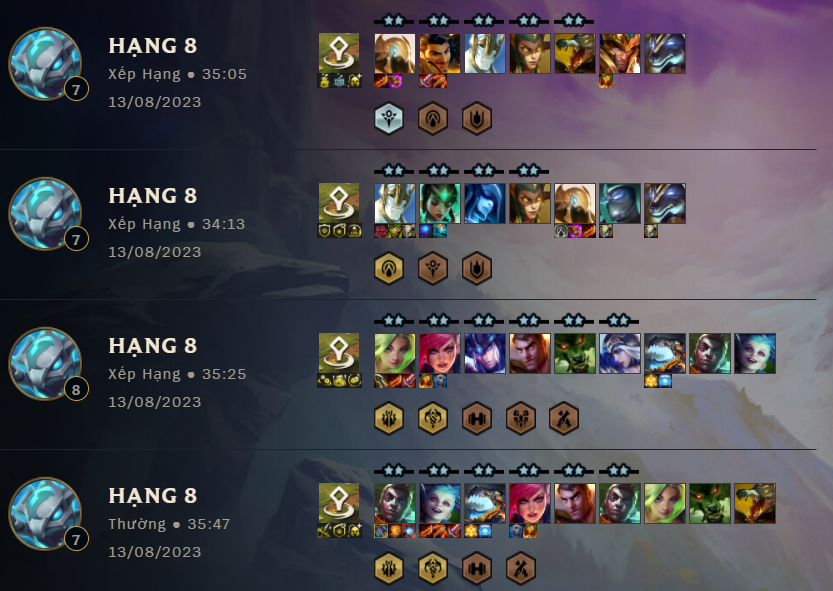 HẠNG 8
Xếp Hạng • 35:05
13/08/2023
7
HẠNG 8
Xếp Hạng • 34:13
13/08/2023
7
HẠNG 8
Xếp Hạng • 35:25
13/08/2023
8
HẠNG 8
Thường • 35:47
13/08/2023
7